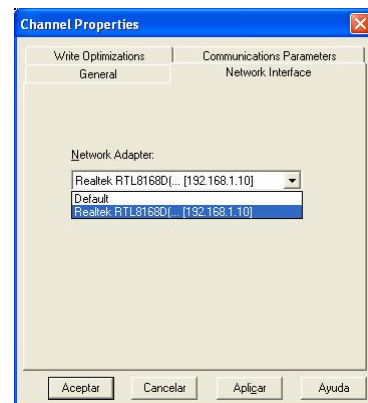 Channel Properties
Write Optimizations Communications Parameters
General Network Interface
Network Adapter:
Realtek RTL8168D(... [192.168.1.10]
Default
Realtek RTL8168D(... [192.168.1.10]
Aceptar Cancelar Aplicar Ayuda